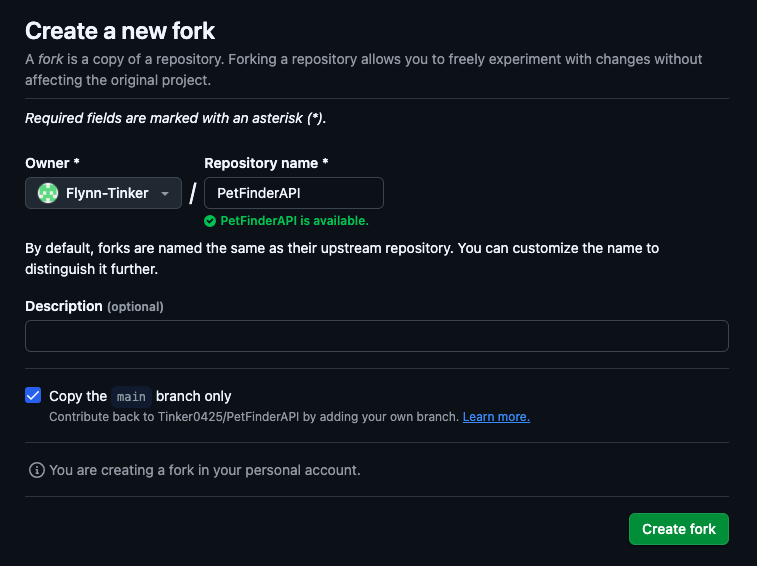 Create a new fork
A fork is a copy of a repository. Forking a repository allows you to freely experiment with changes without
affecting the original project.
Required fields are marked with an asterisk (*).
Owner *
Repository name *
Flynn-Tinker / PetFinderAPI
PetFinderAPI is available.
By default, forks are named the same as their upstream repository. You can customize the name to
distinguish it further.
Description (optional)
Copy the main branch only
Contribute back to Tinker0425/PetFinderAPI by adding your own branch. Learn more.
You are creating a fork in your personal account.
Create fork